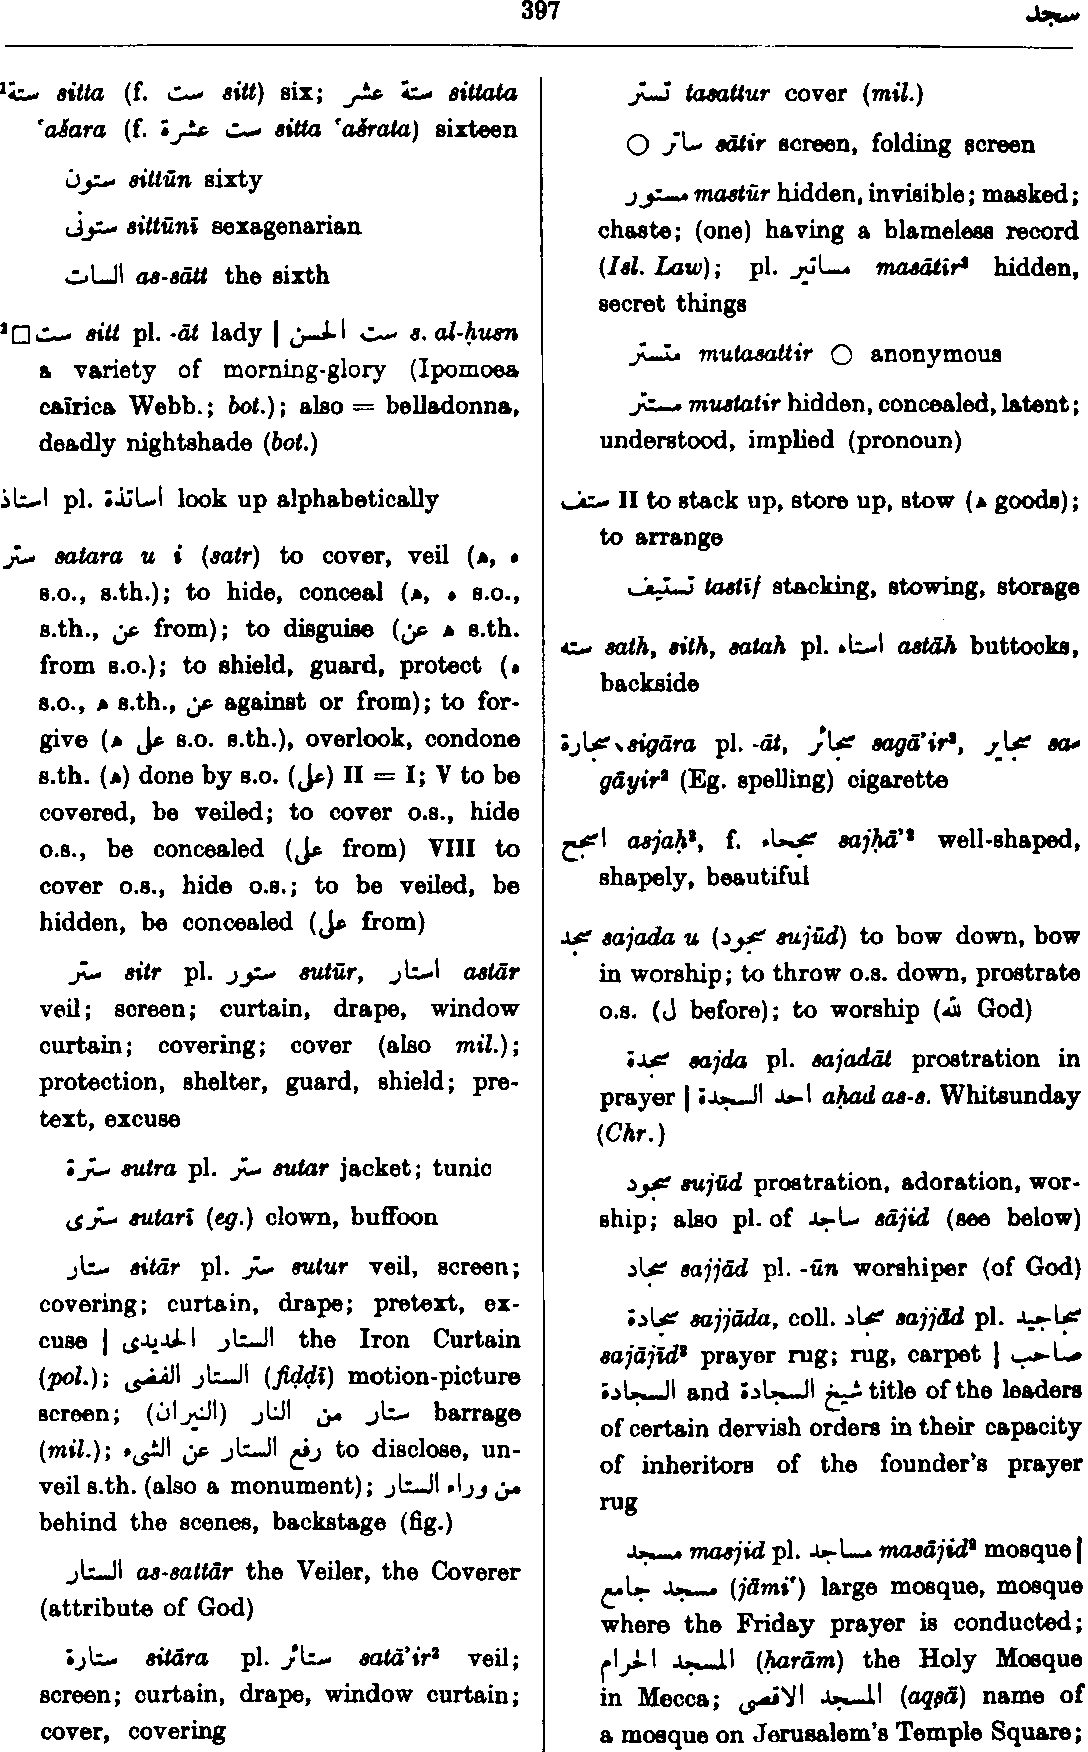 397
سجد
¹ستة sitta (f. ست sitt) six; ستة عشر sittata
ʿašara (f. ست عشرة sitta ʿašrata) sixteen
ستون sittūn sixty
ستونى sittūnī sexagenarian
السات as-sātt the sixth
²□ ست sitt pl. -āt lady | ست الحسن s. al-ḥusn
a variety of morning-glory (Ipomoea
caïrica Webb.; bot.); also = belladonna,
deadly nightshade (bot.)
استاذ pl. اساتذة look up alphabetically
ستر satara u i (satr) to cover, veil (ه, ه
s.o., s.th.); to hide, conceal (ه, ه s.o.,
s.th., عن from); to disguise (ه عن s.th.
from s.o.); to shield, guard, protect (ه
s.o., ه s.th., عن against or from); to for-
give (ه على s.o. s.th.), overlook, condone
s.th. (ه) done by s.o. (على) II = I; V to be
covered, be veiled; to cover o.s., hide
o.s., be concealed (على from) VIII to
cover o.s., hide o.s.; to be veiled, be
hidden, be concealed (على from)
ستر sitr pl. ستور sutūr, استار astār
veil; screen; curtain, drape, window
curtain; covering; cover (also mil.);
protection, shelter, guard, shield; pre-
text, excuse
سترة sutra pl. ستر sutar jacket; tunic
سترى sutarī (eg.) clown, buffoon
ستار sitār pl. ستر sutur veil, screen;
covering; curtain, drape; pretext, ex-
cuse | الستار الحديدى the Iron Curtain
(pol.); الستار الفضى (fiḍḍī) motion-picture
screen; ستار من النار (النيران) barrage
(mil.); رفع الستار عن الشىء to disclose, un-
veil s.th. (also a monument); من وراء الستار
behind the scenes, backstage (fig.)
الستار as-sattār the Veiler, the Coverer
(attribute of God)
ستارة sitāra pl. ستائر satāʾir² veil;
screen; curtain, drape, window curtain;
cover, covering
تستر tasattur cover (mil.)
○ ساتر sātir screen, folding screen
مستور mastūr hidden, invisible; masked;
chaste; (one) having a blameless record
(Isl. Law); pl. مساتير masātīr² hidden,
secret things
متستر mutasattir ○ anonymous
مستتر mustatir hidden, concealed, latent;
understood, implied (pronoun)
ستف II to stack up, store up, stow (ه goods);
to arrange
تستيف tastīf stacking, stowing, storage
سته sath, sith, satah pl. استاه astāh buttocks,
backside
سجارة sigāra pl. -āt, سجائر sagāʾir², سجاير sa-
gāyir² (Eg. spelling) cigarette
اسجح asjaḥ², f. سجحاء sajḥāʾ² well-shaped,
shapely, beautiful
سجد sajada u (سجود sujūd) to bow down, bow
in worship; to throw o.s. down, prostrate
o.s. (ل before); to worship (لله God)
سجدة sajda pl. sajadāt prostration in
prayer | احد السجدة aḥad as-s. Whitsunday
(Chr.)
سجود sujūd prostration, adoration, wor-
ship; also pl. of ساجد sājid (see below)
سجاد sajjād pl. -ūn worshiper (of God)
سجادة sajjāda, coll. سجاد sajjād pl. سجاجيد
sajājīd² prayer rug; rug, carpet | صاحب
السجادة and شيخ السجادة title of the leaders
of certain dervish orders in their capacity
of inheritors of the founder's prayer
rug
مسجد masjid pl. مساجد masājid² mosque |
مسجد جامع (jāmiʿ) large mosque, mosque
where the Friday prayer is conducted;
المسجد الحرام (ḥarām) the Holy Mosque
in Mecca; المسجد الاقصى (aqṣā) name of
a mosque on Jerusalem's Temple Square;